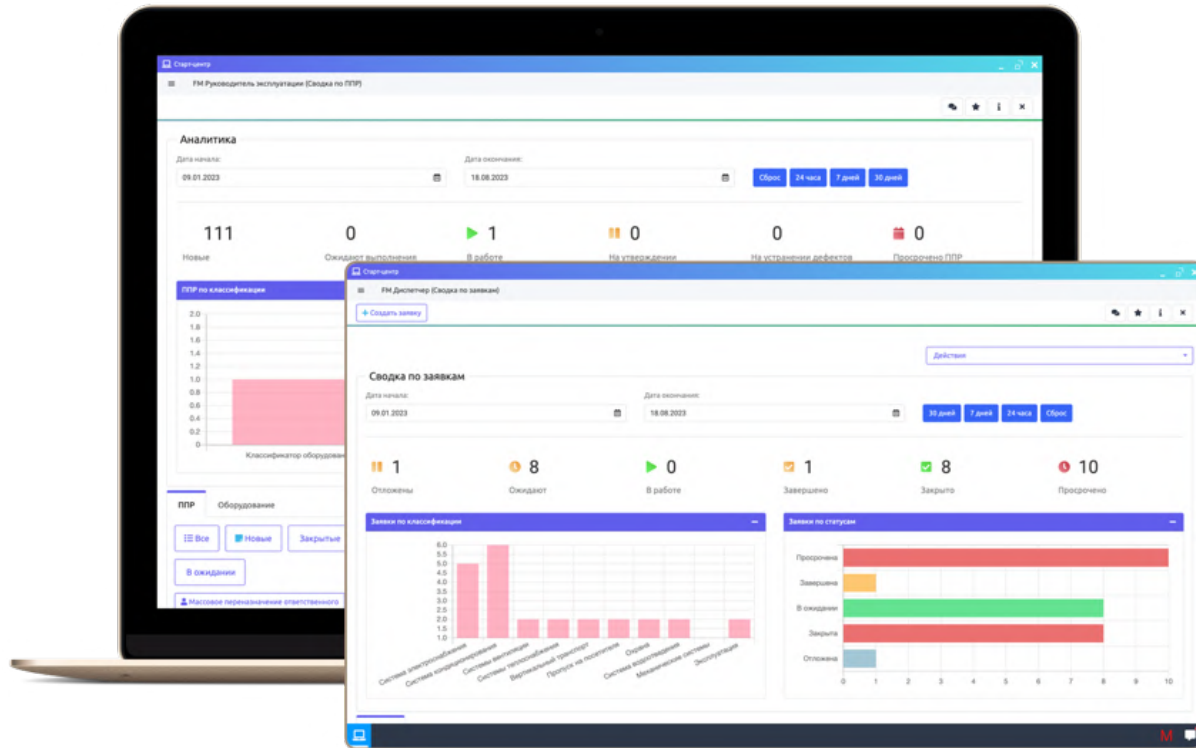 Старт-центр
FM Руководитель эксплуатации (Сводка по ППР)
Аналитика
Дата начала: Дата окончания:
09.01.2023 18.08.2023 Сброс 24 часа 7 дней 30 дней
111 0 1 0 0 0
Новые Ожидают выполнения В работе На утверждении На устранении дефектов Просрочено ППР
ППР по классификации
2.0
1.8
1.6
1.4
1.2
1.0
0.8
0.6
0.4
0.2
0
Классификатор оборудован
ППР Оборудование
Все Новые Закрытые
В ожидании
Массовое переназначение ответственного
Старт-центр
FM Диспетчер (Сводка по заявкам)
+ Создать заявку
Действия
Сводка по заявкам
Дата начала: Дата окончания:
09.01.2023 18.08.2023 30 дней 7 дней 24 часа Сброс
1 8 0 1 8 10
Отложены Ожидают В работе Завершено Закрыто Просрочено
Заявки по классификации
6.0
5.5
5.0
4.5
4.0
3.5
3.0
2.5
2.0
1.5
1.0
Система электроснабжения
Система кондиционирования
Системы вентиляции
Системы теплоснабжения
Вертикальный транспорт
Пропуск на посетителя
Охрана
Система водоотведения
Механические системы
Эксплуатация
Заявки по статусам
Просрочена
Завершена
В ожидании
Закрыта
Отложена
0 1 2 3 4 5 6 7 8 9 10
M